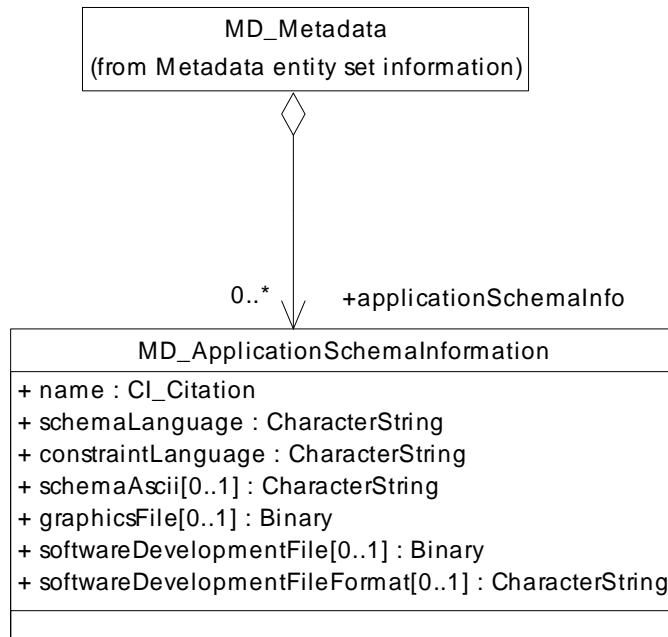 MD_Metadata
(from Metadata entity set information)
0..*
+applicationSchemaInfo
MD_ApplicationSchemaInformation
+ name : CI_Citation
+ schemaLanguage : CharacterString
+ constraintLanguage : CharacterString
+ schemaAscii[0..1] : CharacterString
+ graphicsFile[0..1] : Binary
+ softwareDevelopmentFile[0..1] : Binary
+ softwareDevelopmentFileFormat[0..1] : CharacterString